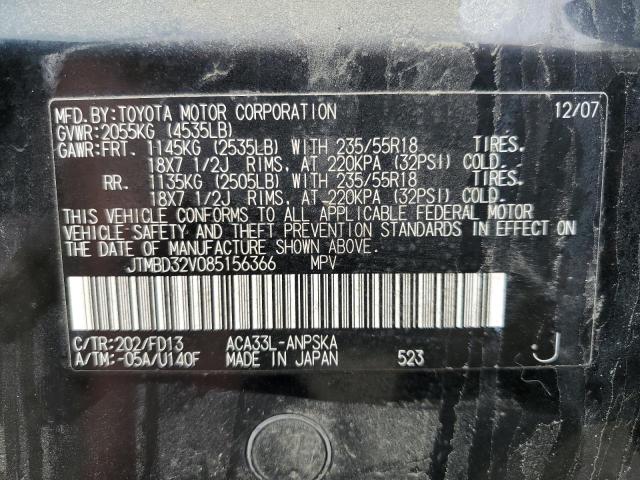 MFD.BY:TOYOTA MOTOR CORPORATION 12/07
GVWR:2055KG (4535LB)
GAWR:FRT. 1145KG (2535LB) WITH 235/55R18 TIRES.
18X7 1/2J RIMS, AT 220KPA (32PSI) COLD.
RR. 1135KG (2505LB) WITH 235/55R18 TIRES.
18X7 1/2J RIMS, AT 220KPA (32PSI) COLD.
THIS VEHICLE CONFORMS TO ALL APPLICABLE FEDERAL MOTOR
VEHICLE SAFETY AND THEFT PREVENTION STANDARDS IN EFFECT ON
THE DATE OF MANUFACTURE SHOWN ABOVE.
JTMBD32V085156366 MPV
C/TR:202/FD13 ACA33L-ANPSKA
A/TM:-05A/U140F MADE IN JAPAN 523 .J